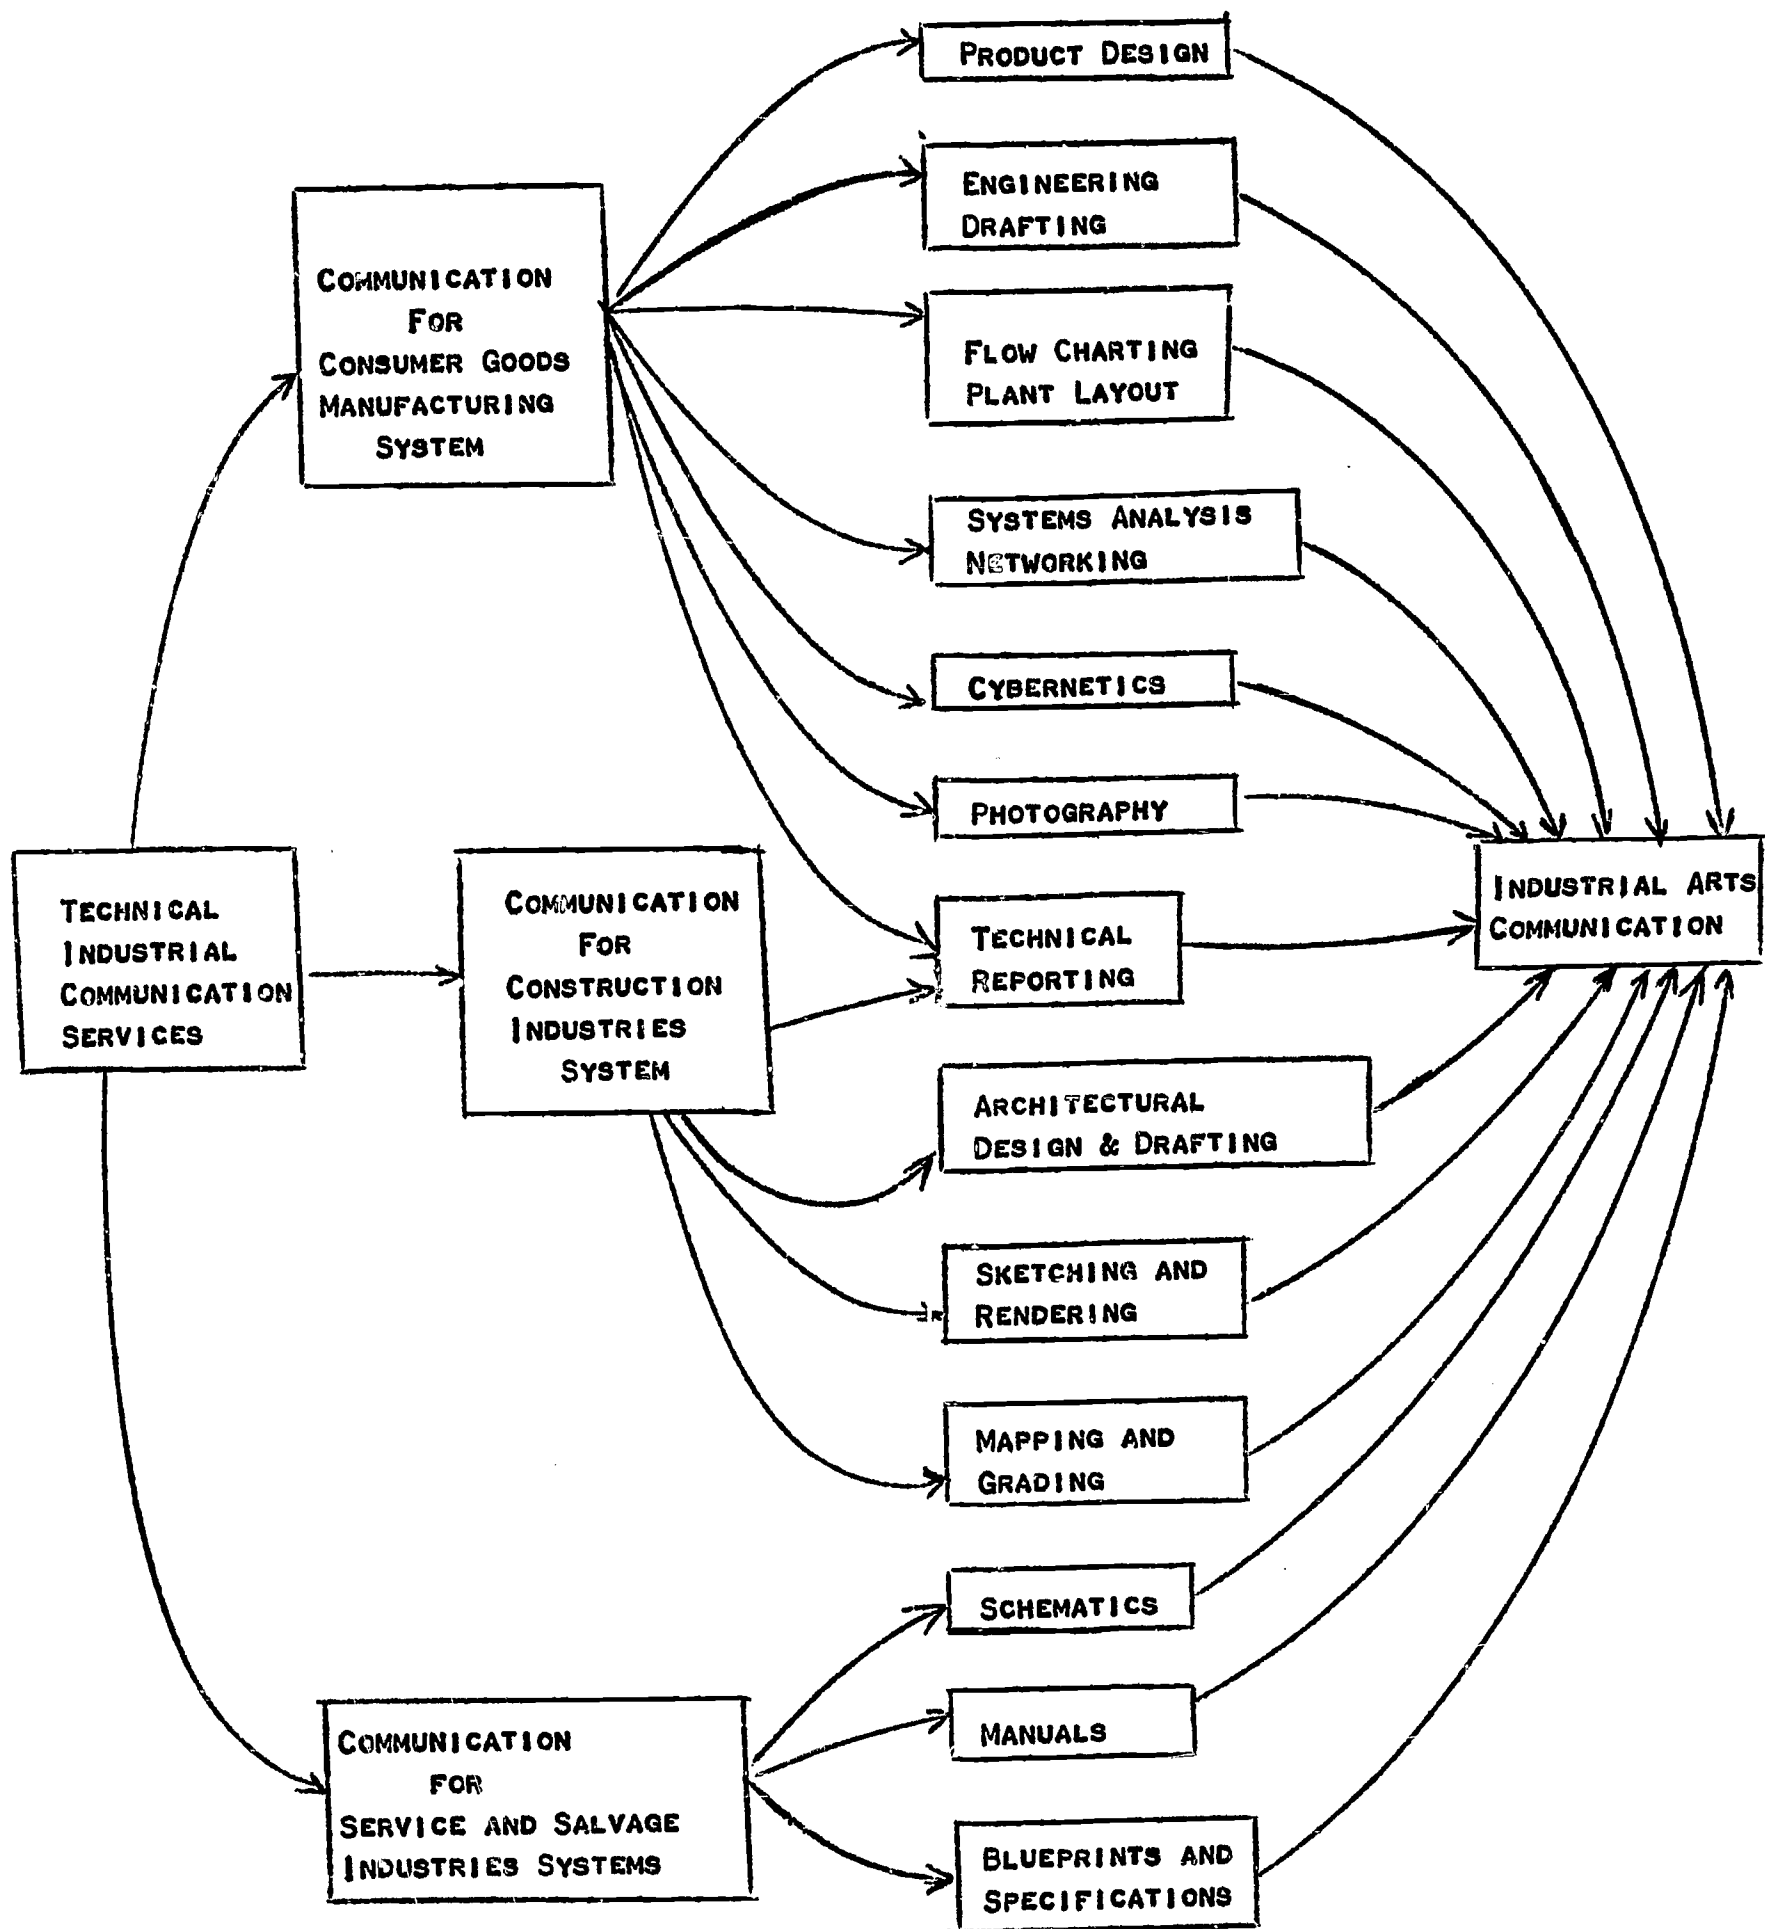 PRODUCT DESIGN
ENGINEERING
DRAFTING
COMMUNICATION
FOR
CONSUMER GOODS
MANUFACTURING
SYSTEM
FLOW CHARTING
PLANT LAYOUT
SYSTEMS ANALYSIS
NETWORKING
CYBERNETICS
PHOTOGRAPHY
TECHNICAL
INDUSTRIAL
COMMUNICATION
SERVICES
COMMUNICATION
FOR
CONSTRUCTION
INDUSTRIES
SYSTEM
TECHNICAL
REPORTING
INDUSTRIAL ARTS
COMMUNICATION
ARCHITECTURAL
DESIGN & DRAFTING
SKETCHING AND
RENDERING
MAPPING AND
GRADING
SCHEMATICS
MANUALS
COMMUNICATION
FOR
SERVICE AND SALVAGE
INDUSTRIES SYSTEMS
BLUEPRINTS AND
SPECIFICATIONS